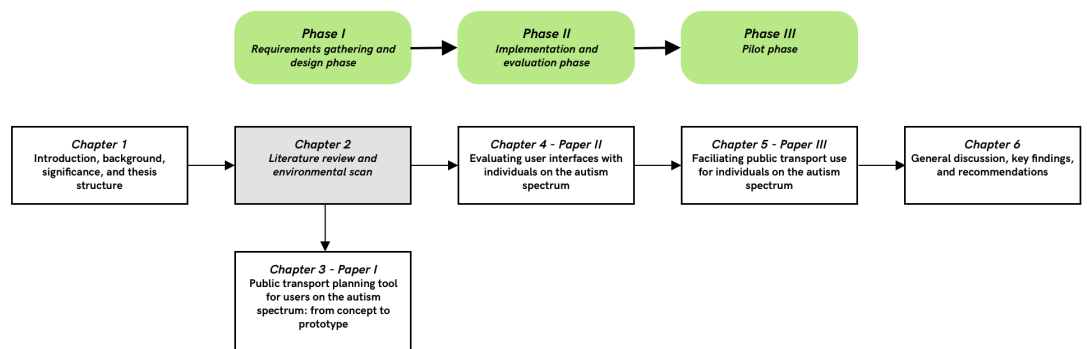 Phase I
Requirements gathering and
design phase
Phase II
Implementation and
evaluation phase
Phase III
Pilot phase
Chapter 1
Introduction, background,
significance, and thesis
structure
Chapter 2
Literature review and
environmental scan
Chapter 4 - Paper II
Evaluating user interfaces with
individuals on the autism
spectrum
Chapter 5 - Paper III
Faciliating public transport use
for individuals on the autism
spectrum
Chapter 6
General discussion, key findings,
and recommendations
Chapter 3 - Paper I
Public transport planning tool
for users on the autism
spectrum: from concept to
prototype